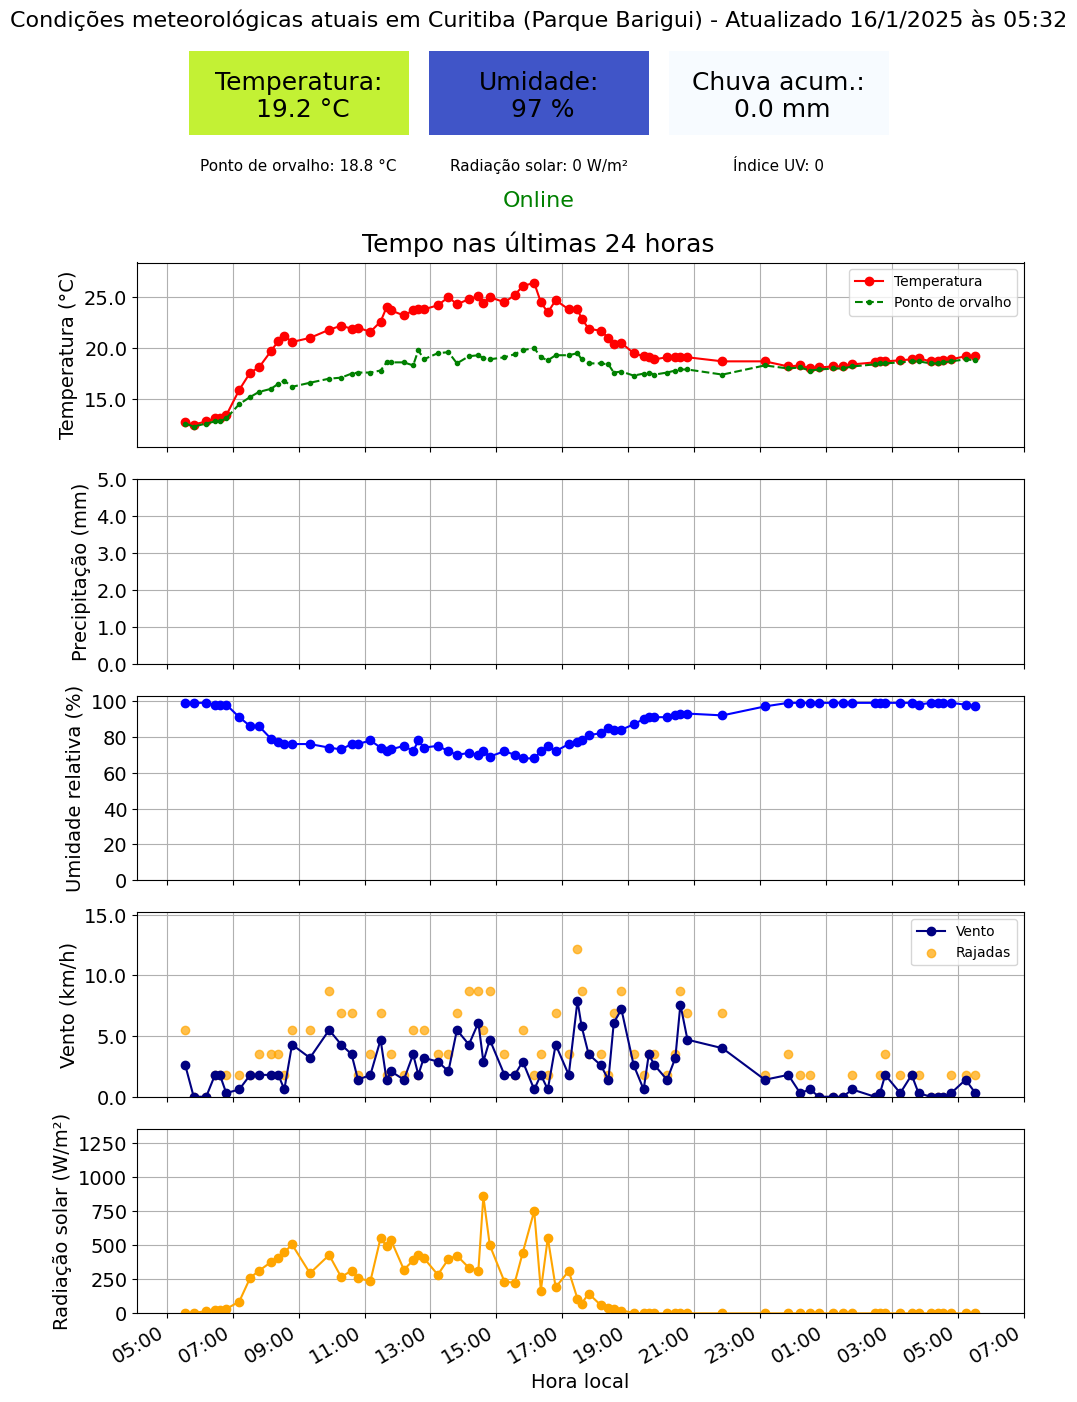 Condições meteorológicas atuais em Curitiba (Parque Barigui) - Atualizado 16/1/2025 às 05:32
Temperatura:
19.2 °C
Umidade:
97 %
Chuva acum.:
0.0 mm
Ponto de orvalho: 18.8 °C
Radiação solar: 0 W/m²
Índice UV: 0
Online
Tempo nas últimas 24 horas
Temperatura (°C)
25.0
20.0
15.0
Temperatura
Ponto de orvalho
Precipitação (mm)
5.0
4.0
3.0
2.0
1.0
0.0
Umidade relativa (%)
100
80
60
40
20
0
Vento (km/h)
15.0
10.0
5.0
0.0
Vento
Rajadas
Radiação solar (W/m²)
1250
1000
750
500
250
0
05:00 07:00 09:00 11:00 13:00 15:00 17:00 19:00 21:00 23:00 01:00 03:00 05:00 07:00
Hora local